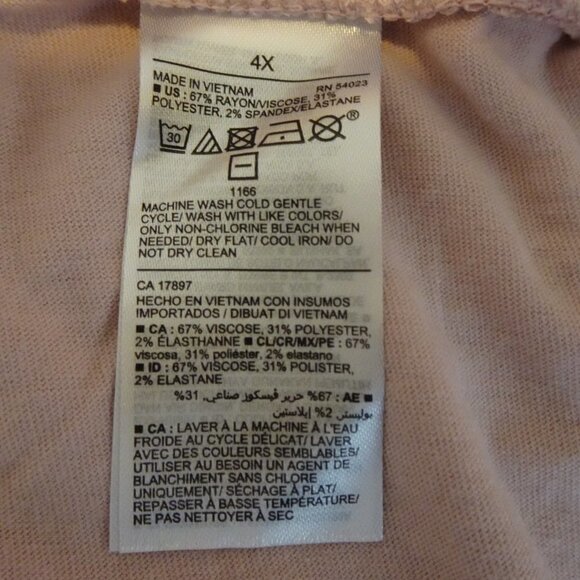 4X
MADE IN VIETNAM RN 54023
■ US : 67% RAYON/VISCOSE, 31%
POLYESTER, 2% SPANDEX/ELASTANE
30 ®
1166
MACHINE WASH COLD GENTLE
CYCLE/ WASH WITH LIKE COLORS/
ONLY NON-CHLORINE BLEACH WHEN
NEEDED/ DRY FLAT/ COOL IRON/ DO
NOT DRY CLEAN
CA 17897
HECHO EN VIETNAM CON INSUMOS
IMPORTADOS / DIBUAT DI VIETNAM
■ CA : 67% VISCOSE, 31% POLYESTER,
2% ÉLASTHANNE ■ CL/CR/MX/PE : 67%
viscosa, 31% poliéster, 2% elastano
■ ID : 67% VISCOSE, 31% POLISTER,
2% ELASTANE
■ AE : 67% حرير ڤيسكوز صناعي, 31%
بوليستر, 2% إيلاستين
■ CA : LAVER À LA MACHINE À L'EAU
FROIDE AU CYCLE DÉLICAT/ LAVER
AVEC DES COULEURS SEMBLABLES/
UTILISER AU BESOIN UN AGENT DE
BLANCHIMENT SANS CHLORE
UNIQUEMENT/ SÉCHAGE À PLAT/
REPASSER À BASSE TEMPÉRATURE/
NE PAS NETTOYER À SEC